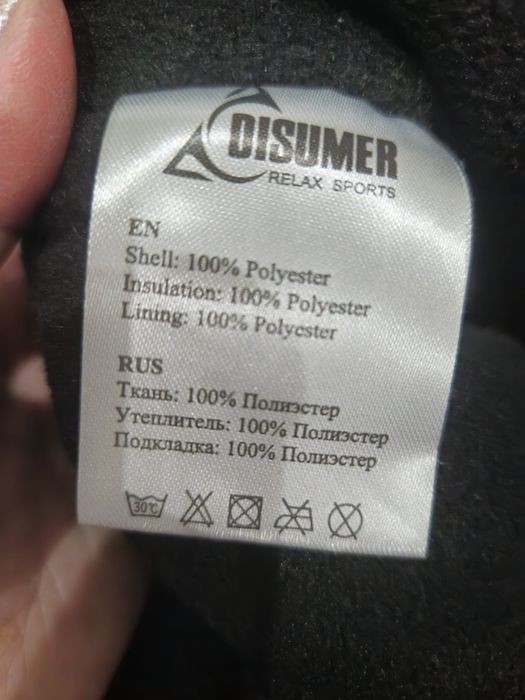 DISUMER
RELAX SPORTS
EN
Shell: 100% Polyester
Insulation: 100% Polyester
Lining: 100% Polyester
RUS
Ткань: 100% Полиэстер
Утеплитель: 100% Полиэстер
Подкладка: 100% Полиэстер
30°C